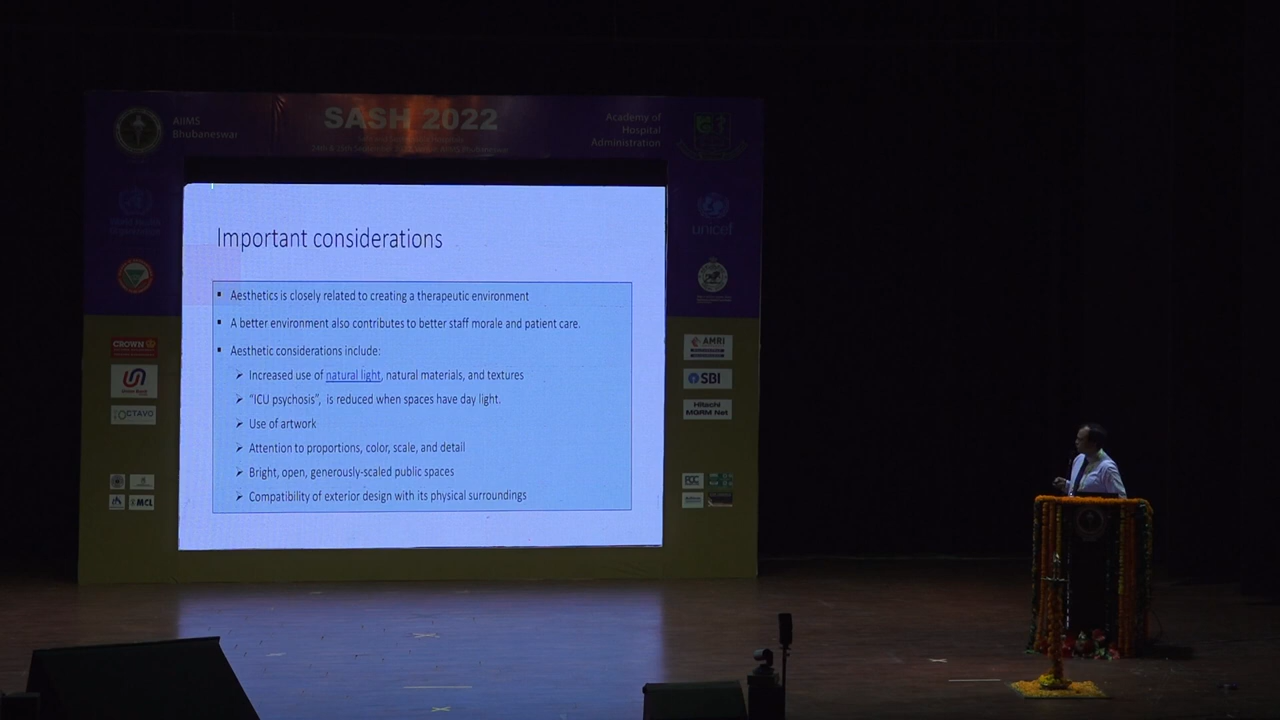 AIIMS
Bhubaneswar
SASH 2022
Academy of
Hospital
Administration
unicef
Important considerations
▪ Aesthetics is closely related to creating a therapeutic environment
▪ A better environment also contributes to better staff morale and patient care.
▪ Aesthetic considerations include:
➢ Increased use of natural light, natural materials, and textures
➢ “ICU psychosis”,  is reduced when spaces have day light.
➢ Use of artwork
➢ Attention to proportions, color, scale, and detail
➢ Bright, open, generously-scaled public spaces
➢ Compatibility of exterior design with its physical surroundings
CROWN
OCTAVO
MCL
AMRI
SBI
Hitachi
MGRM Net